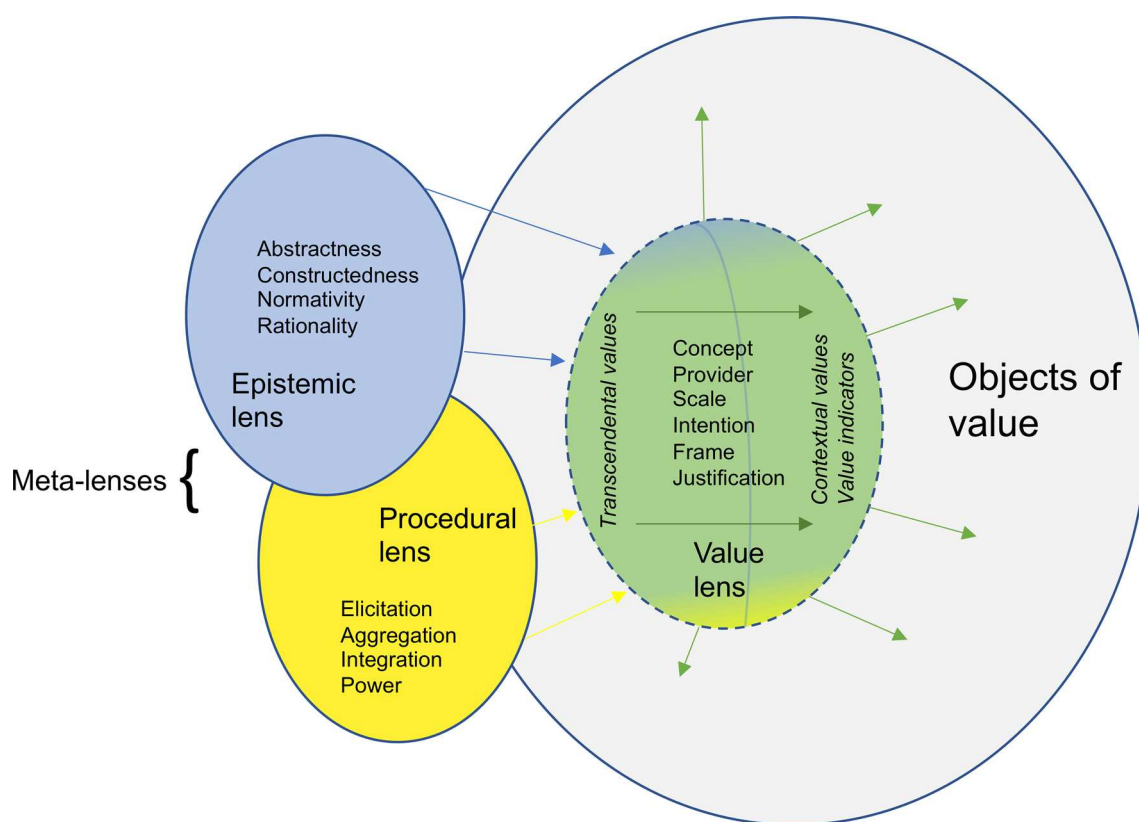 Abstractness
Constructedness
Normativity
Rationality
Epistemic
lens
Meta-lenses {
Procedural
lens
Elicitation
Aggregation
Integration
Power
Transcendental values
Concept
Provider
Scale
Intention
Frame
Justification
Value
lens
Contextual values
Value indicators
Objects of
value